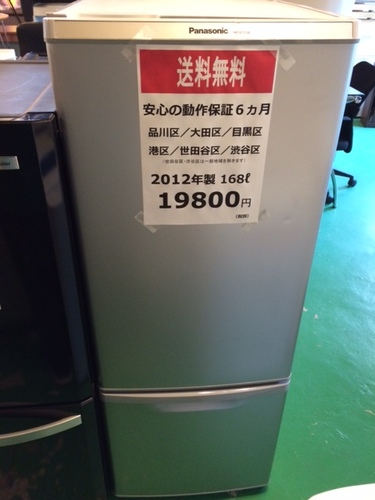 Panasonic
送料無料
安心の動作保証６ヵ月
品川区／大田区／目黒区
港区／世田谷区／渋谷区
2012年製 168ℓ
19800円